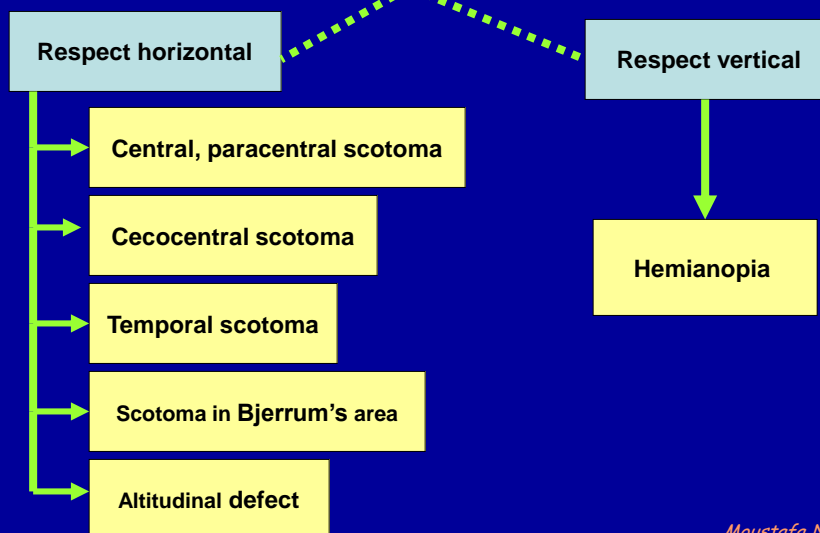 Respect horizontal
Respect vertical
Central, paracentral scotoma
Cecocentral scotoma
Hemianopia
Temporal scotoma
Scotoma in Bjerrum's area
Altitudinal defect